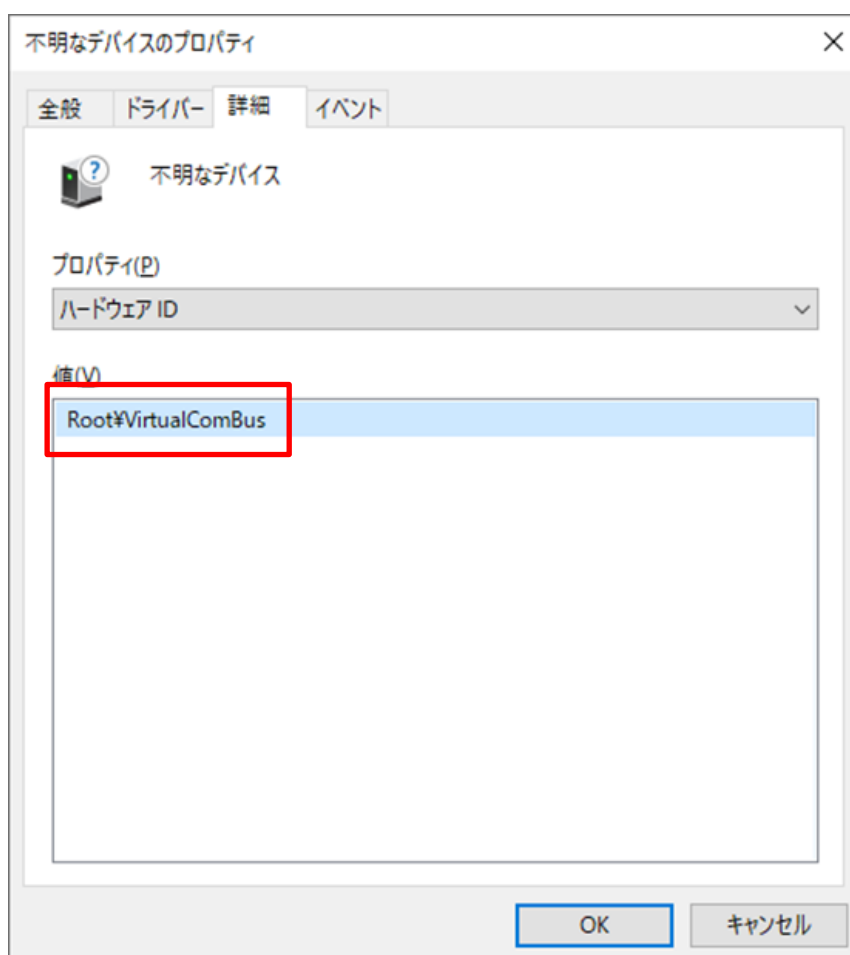 不明なデバイスのプロパティ
全般 ドライバー 詳細 イベント
不明なデバイス
プロパティ(P)
ハードウェア ID
値(V)
Root¥VirtualComBus
OK キャンセル